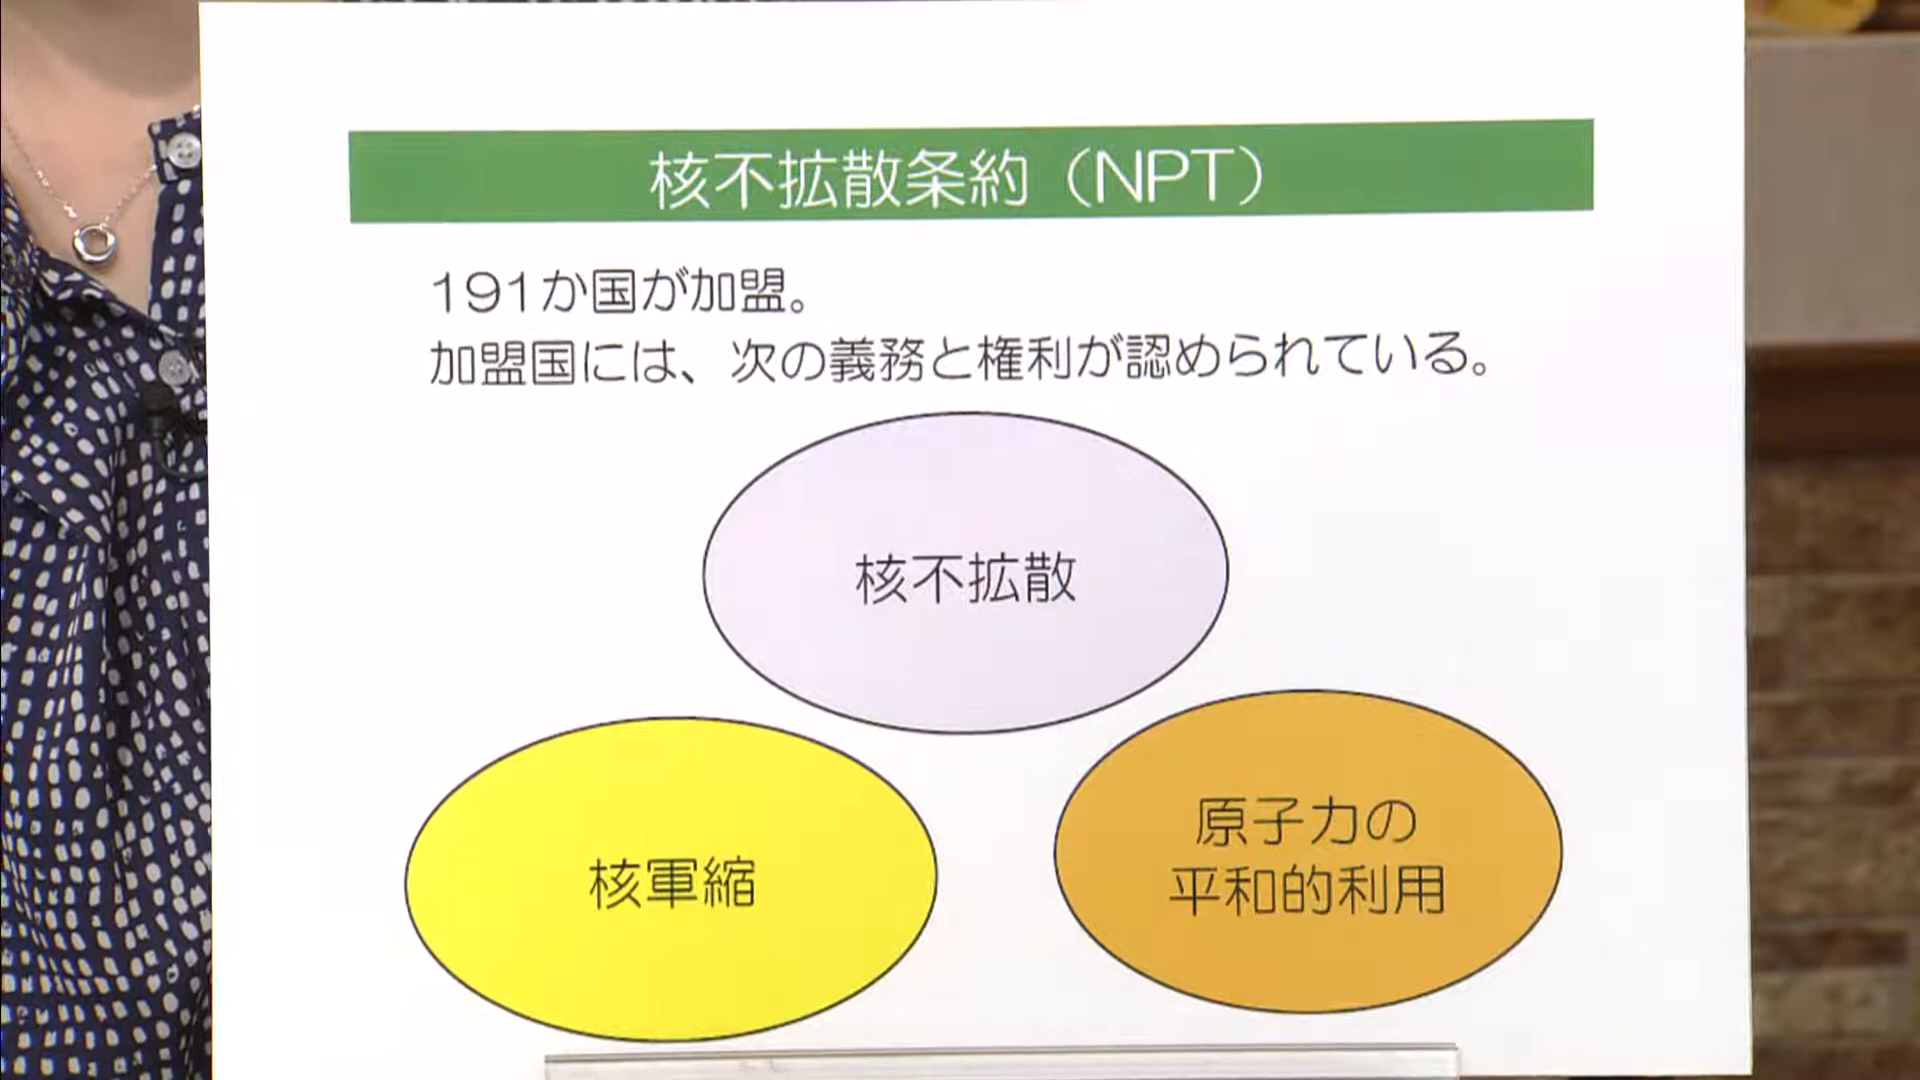 核不拡散条約（NPT）
191か国が加盟。
加盟国には、次の義務と権利が認められている。
核不拡散
核軍縮
原子力の
平和的利用